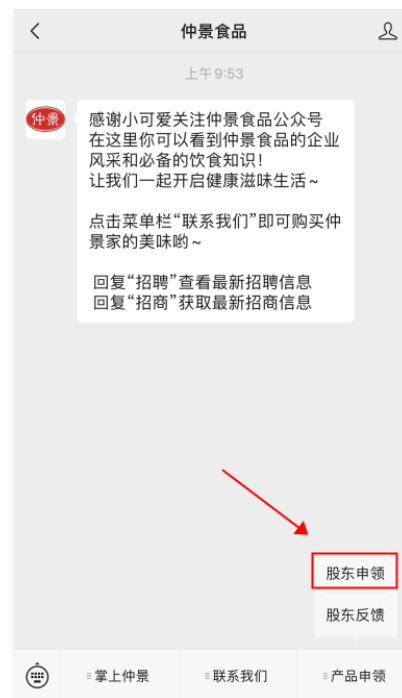 仲景食品
上午9:53
仲景
感谢小可爱关注仲景食品公众号
在这里你可以看到仲景食品的企业
风采和必备的饮食知识!
让我们一起开启健康滋味生活~
点击菜单栏“联系我们”即可购买仲
景家的美味哟~
回复“招聘”查看最新招聘信息
回复“招商”获取最新招商信息
股东申领
股东反馈
掌上仲景
联系我们
产品申领